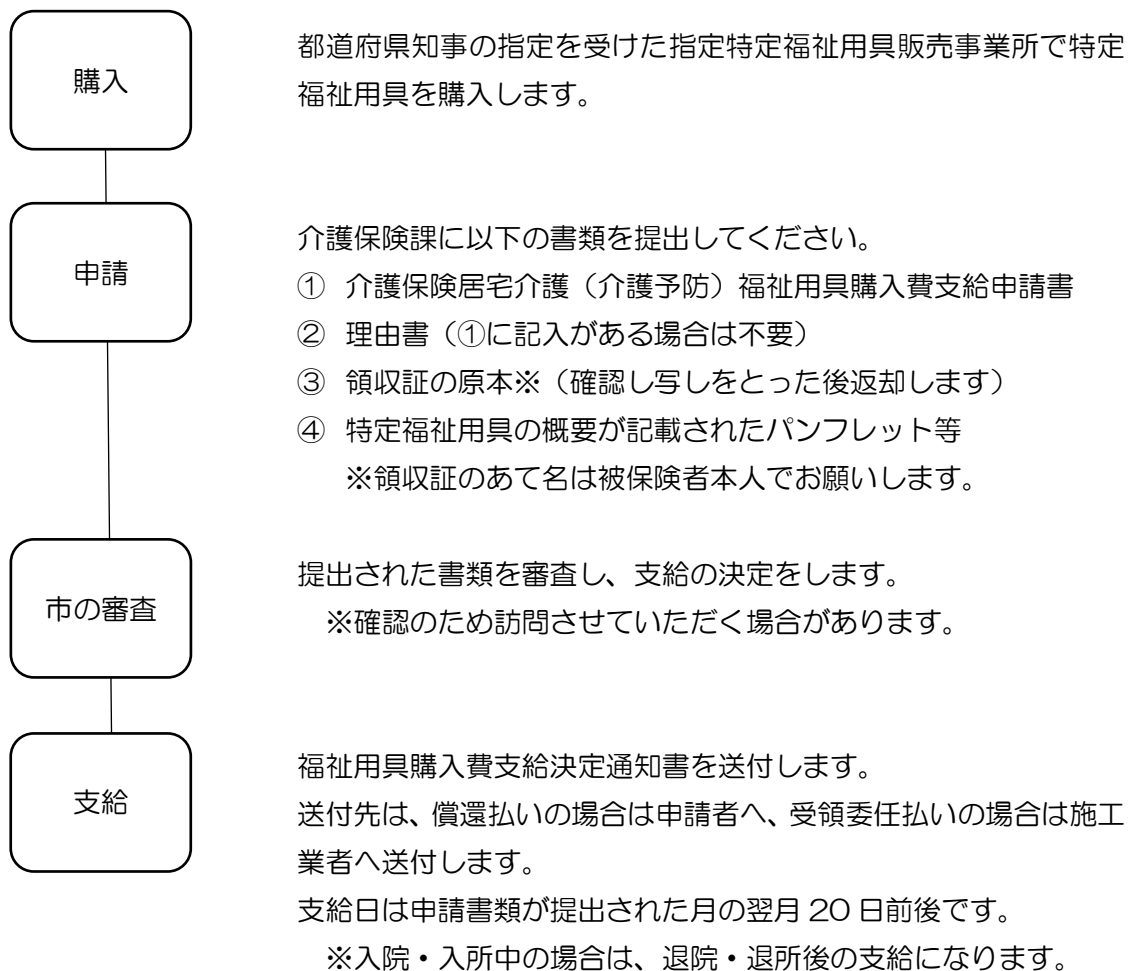 購入
都道府県知事の指定を受けた指定特定福祉用具販売事業所で特定
福祉用具を購入します。
申請
介護保険課に以下の書類を提出してください。
① 介護保険居宅介護（介護予防）福祉用具購入費支給申請書
② 理由書（①に記入がある場合は不要）
③ 領収証の原本※（確認し写しをとった後返却します）
④ 特定福祉用具の概要が記載されたパンフレット等
※領収証のあて名は被保険者本人でお願いします。
市の審査
提出された書類を審査し、支給の決定をします。
※確認のため訪問させていただく場合があります。
支給
福祉用具購入費支給決定通知書を送付します。
送付先は、償還払いの場合は申請者へ、受領委任払いの場合は施工
業者へ送付します。
支給日は申請書類が提出された月の翌月 20 日前後です。
※入院・入所中の場合は、退院・退所後の支給になります。